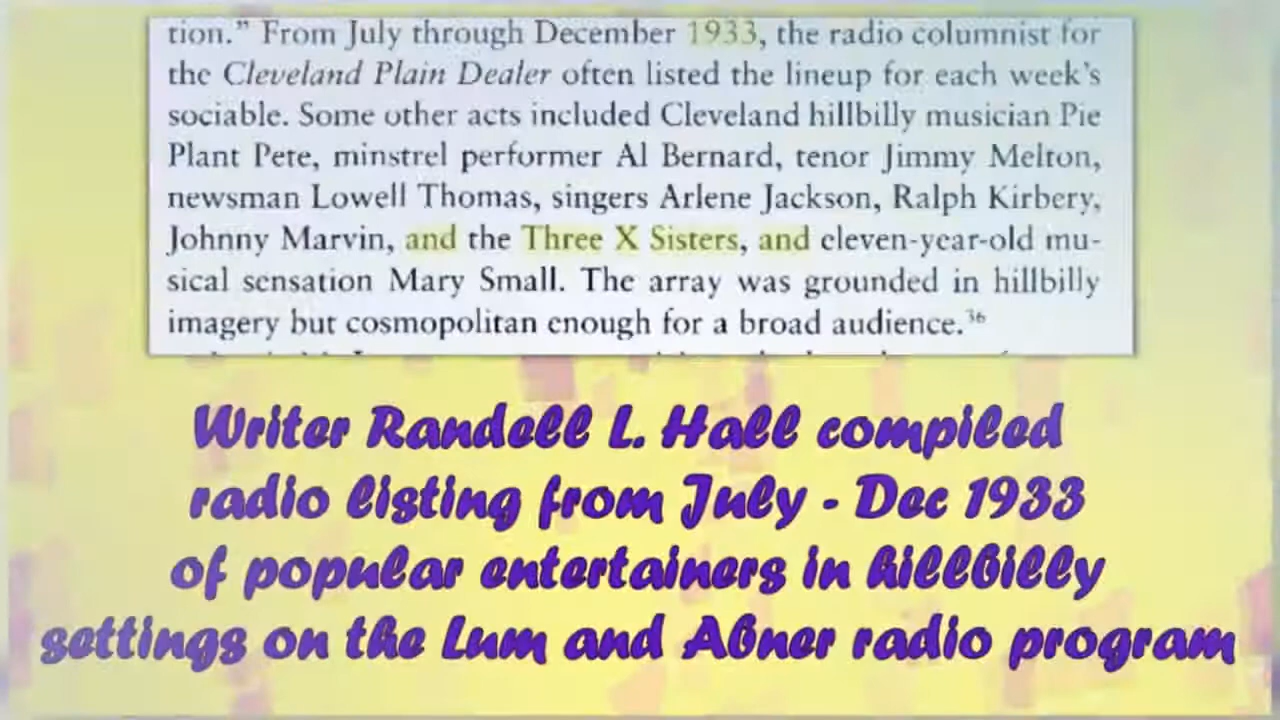 tion.” From July through December 1933, the radio columnist for
the Cleveland Plain Dealer often listed the lineup for each week’s
sociable. Some other acts included Cleveland hillbilly musician Pie
Plant Pete, minstrel performer Al Bernard, tenor Jimmy Melton,
newsman Lowell Thomas, singers Arlene Jackson, Ralph Kirbery,
Johnny Marvin, and the Three X Sisters, and eleven-year-old mu-
sical sensation Mary Small. The array was grounded in hillbilly
imagery but cosmopolitan enough for a broad audience.36
Writer Randell L. Hall compiled
radio listing from July - Dec 1933
of popular entertainers in hillbilly
settings on the Lum and Abner radio program